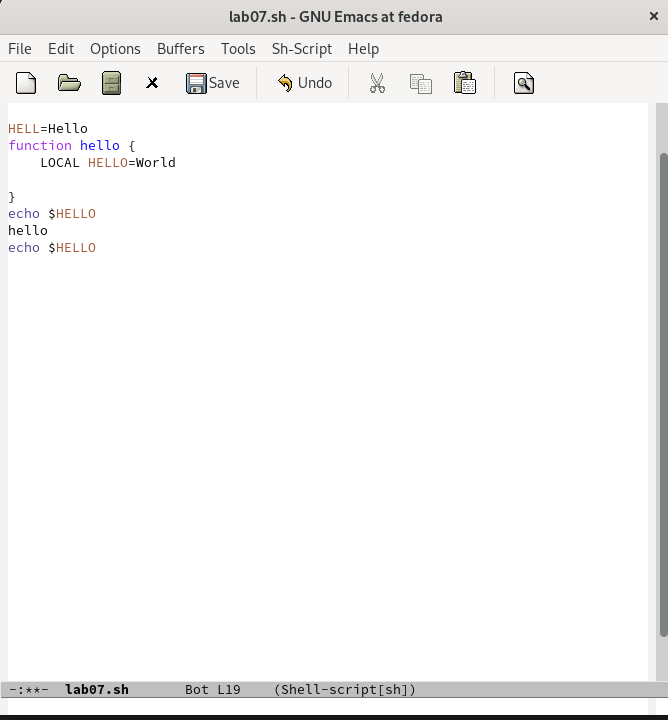 lab07.sh - GNU Emacs at fedora
File Edit Options Buffers Tools Sh-Script Help
Save Undo
HELL=Hello
function hello {
    LOCAL HELLO=World
}
echo $HELLO
hello
echo $HELLO
-:**-  lab07.sh       Bot L19    (Shell-script[sh])